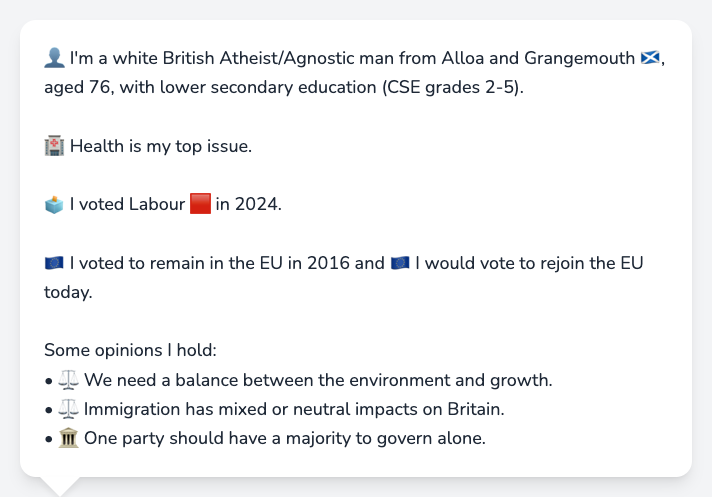 👤 I'm a white British Atheist/Agnostic man from Alloa and Grangemouth 🏴󠁧󠁢󠁳󠁣󠁴󠁿,
aged 76, with lower secondary education (CSE grades 2-5).
🏥 Health is my top issue.
🗳️ I voted Labour 🟥 in 2024.
🇪🇺 I voted to remain in the EU in 2016 and 🇪🇺 I would vote to rejoin the EU
today.
Some opinions I hold:
• ⚖️ We need a balance between the environment and growth.
• ⚖️ Immigration has mixed or neutral impacts on Britain.
• 🏛️ One party should have a majority to govern alone.